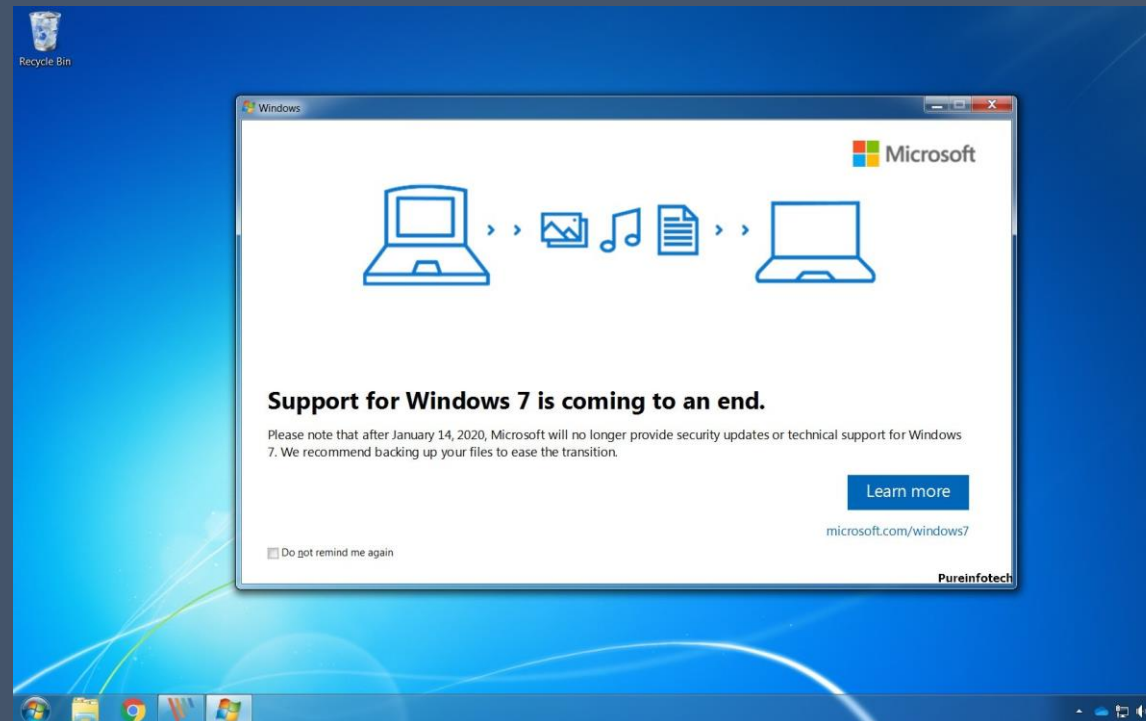 Recycle Bin
Windows
Microsoft
Support for Windows 7 is coming to an end.
Please note that after January 14, 2020, Microsoft will no longer provide security updates or technical support for Windows
7. We recommend backing up your files to ease the transition.
Learn more
microsoft.com/windows7
Do not remind me again
Pureinfotech